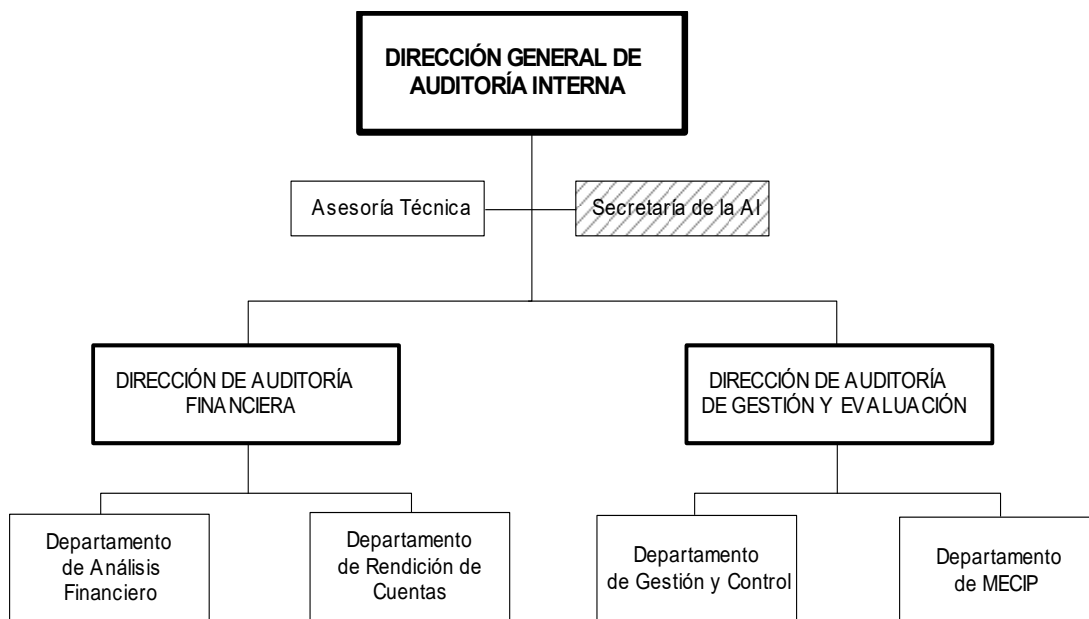 DIRECCIÓN GENERAL DE
AUDITORÍA INTERNA
Asesoría Técnica
Secretaría de la AI
DIRECCIÓN DE AUDITORÍA
FINANCIERA
DIRECCIÓN DE AUDITORÍA
DE GESTIÓN Y EVALUACIÓN
Departamento
de Análisis
Financiero
Departamento
de Rendición de
Cuentas
Departamento
de Gestión y Control
Departamento
de MECIP